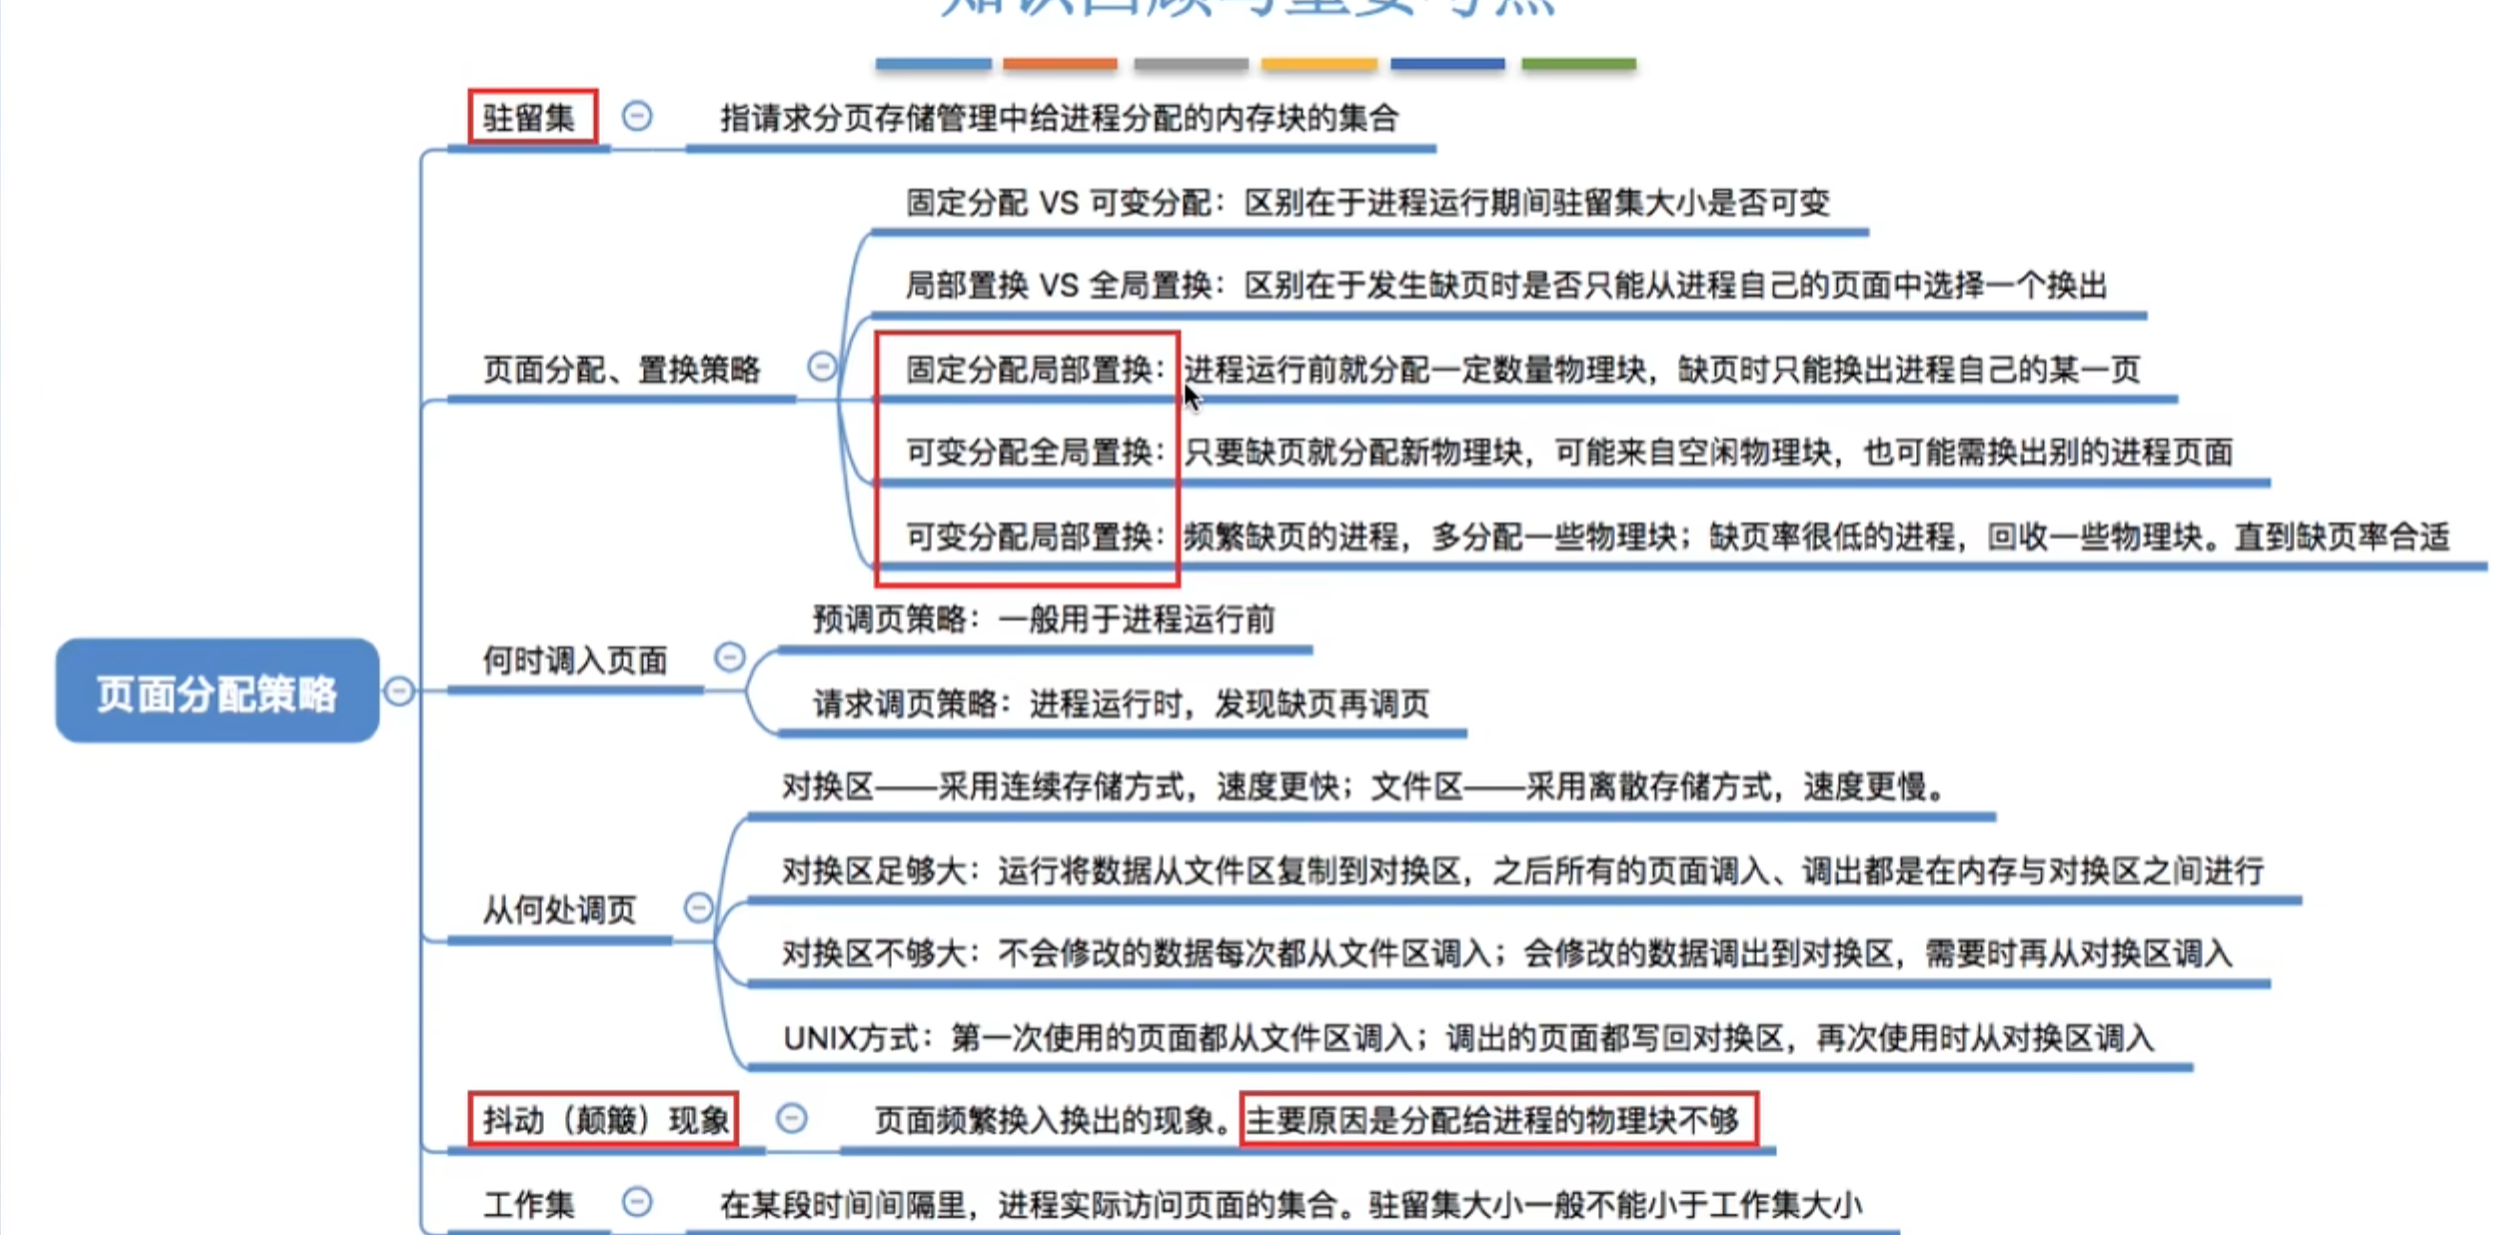 知识回顾与重要考点
驻留集
指请求分页存储管理中给进程分配的内存块的集合
页面分配、置换策略
固定分配 VS 可变分配：区别在于进程运行期间驻留集大小是否可变
局部置换 VS 全局置换：区别在于发生缺页时是否只能从进程自己的页面中选择一个换出
固定分配局部置换：进程运行前就分配一定数量物理块，缺页时只能换出进程自己的某一页
可变分配全局置换：只要缺页就分配新物理块，可能来自空闲物理块，也可能需换出别的进程页面
可变分配局部置换：频繁缺页的进程，多分配一些物理块；缺页率很低的进程，回收一些物理块。直到缺页率合适
页面分配策略
何时调入页面
预调页策略：一般用于进程运行前
请求调页策略：进程运行时，发现缺页再调页
从何处调页
对换区——采用连续存储方式，速度更快；文件区——采用离散存储方式，速度更慢。
对换区足够大：运行将数据从文件区复制到对换区，之后所有的页面调入、调出都是在内存与对换区之间进行
对换区不够大：不会修改的数据每次都从文件区调入；会修改的数据调出到对换区，需要时再从对换区调入
UNIX方式：第一次使用的页面都从文件区调入；调出的页面都写回对换区，再次使用时从对换区调入
抖动（颠簸）现象
页面频繁换入换出的现象。主要原因是分配给进程的物理块不够
工作集
在某段时间间隔里，进程实际访问页面的集合。驻留集大小一般不能小于工作集大小